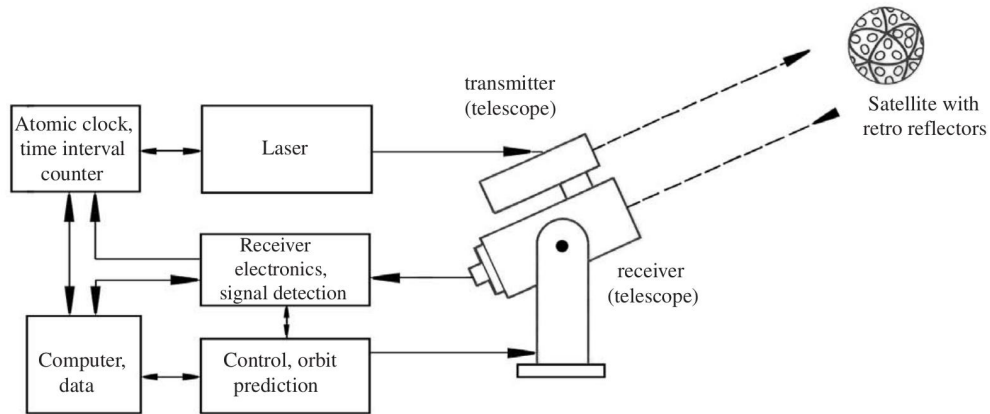 transmitter
(telescope)
Satellite with
retro reflectors
Atomic clock,
time interval
counter
Laser
Receiver
electronics,
signal detection
receiver
(telescope)
Computer,
data
Control, orbit
prediction